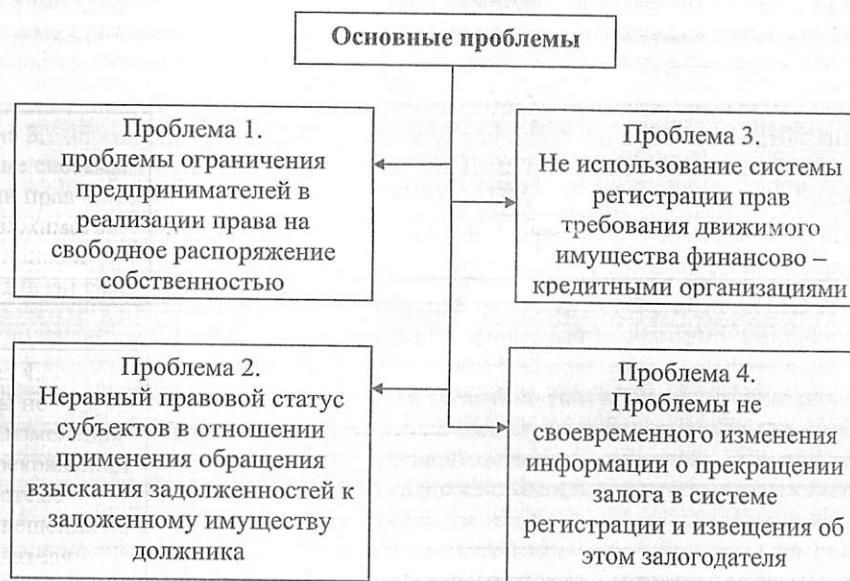 Основные проблемы
Проблема 1.
проблемы ограничения
предпринимателей в
реализации права на
свободное распоряжение
собственностью
Проблема 2.
Неравный правовой статус
субъектов в отношении
применения обращения
взыскания задолженностей к
заложенному имуществу
должника
Проблема 3.
Не использование системы
регистрации прав
требования движимого
имущества финансово –
кредитными организациями
Проблема 4.
Проблемы не
своевременного изменения
информации о прекращении
залога в системе
регистрации и извещения об
этом залогодателя